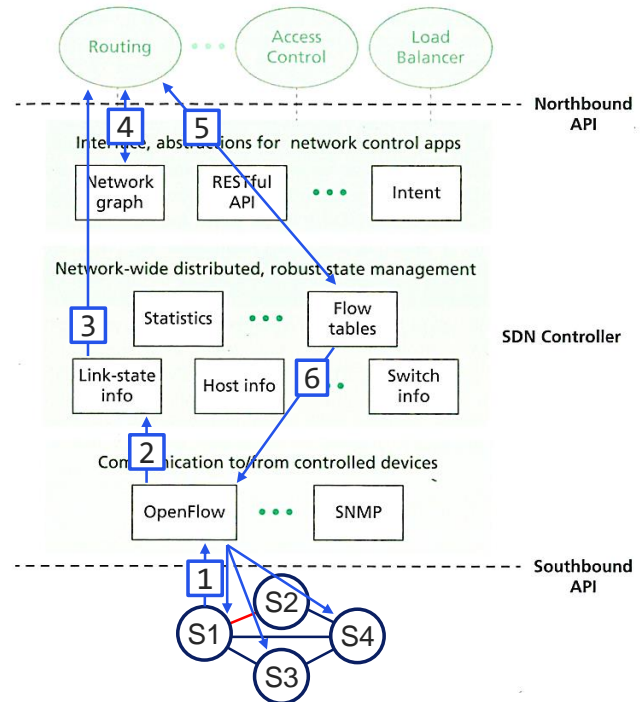 Routing
Access
Control
Load
Balancer
Northbound
API
4
5
Interface, abstractions for network control apps
Network
graph
RESTful
API
Intent
Network-wide distributed, robust state management
3
Statistics
Flow
tables
SDN Controller
Link-state
info
Host info
6
Switch
info
2
Communication to/from controlled devices
OpenFlow
SNMP
Southbound
API
1
S2
S1
S4
S3